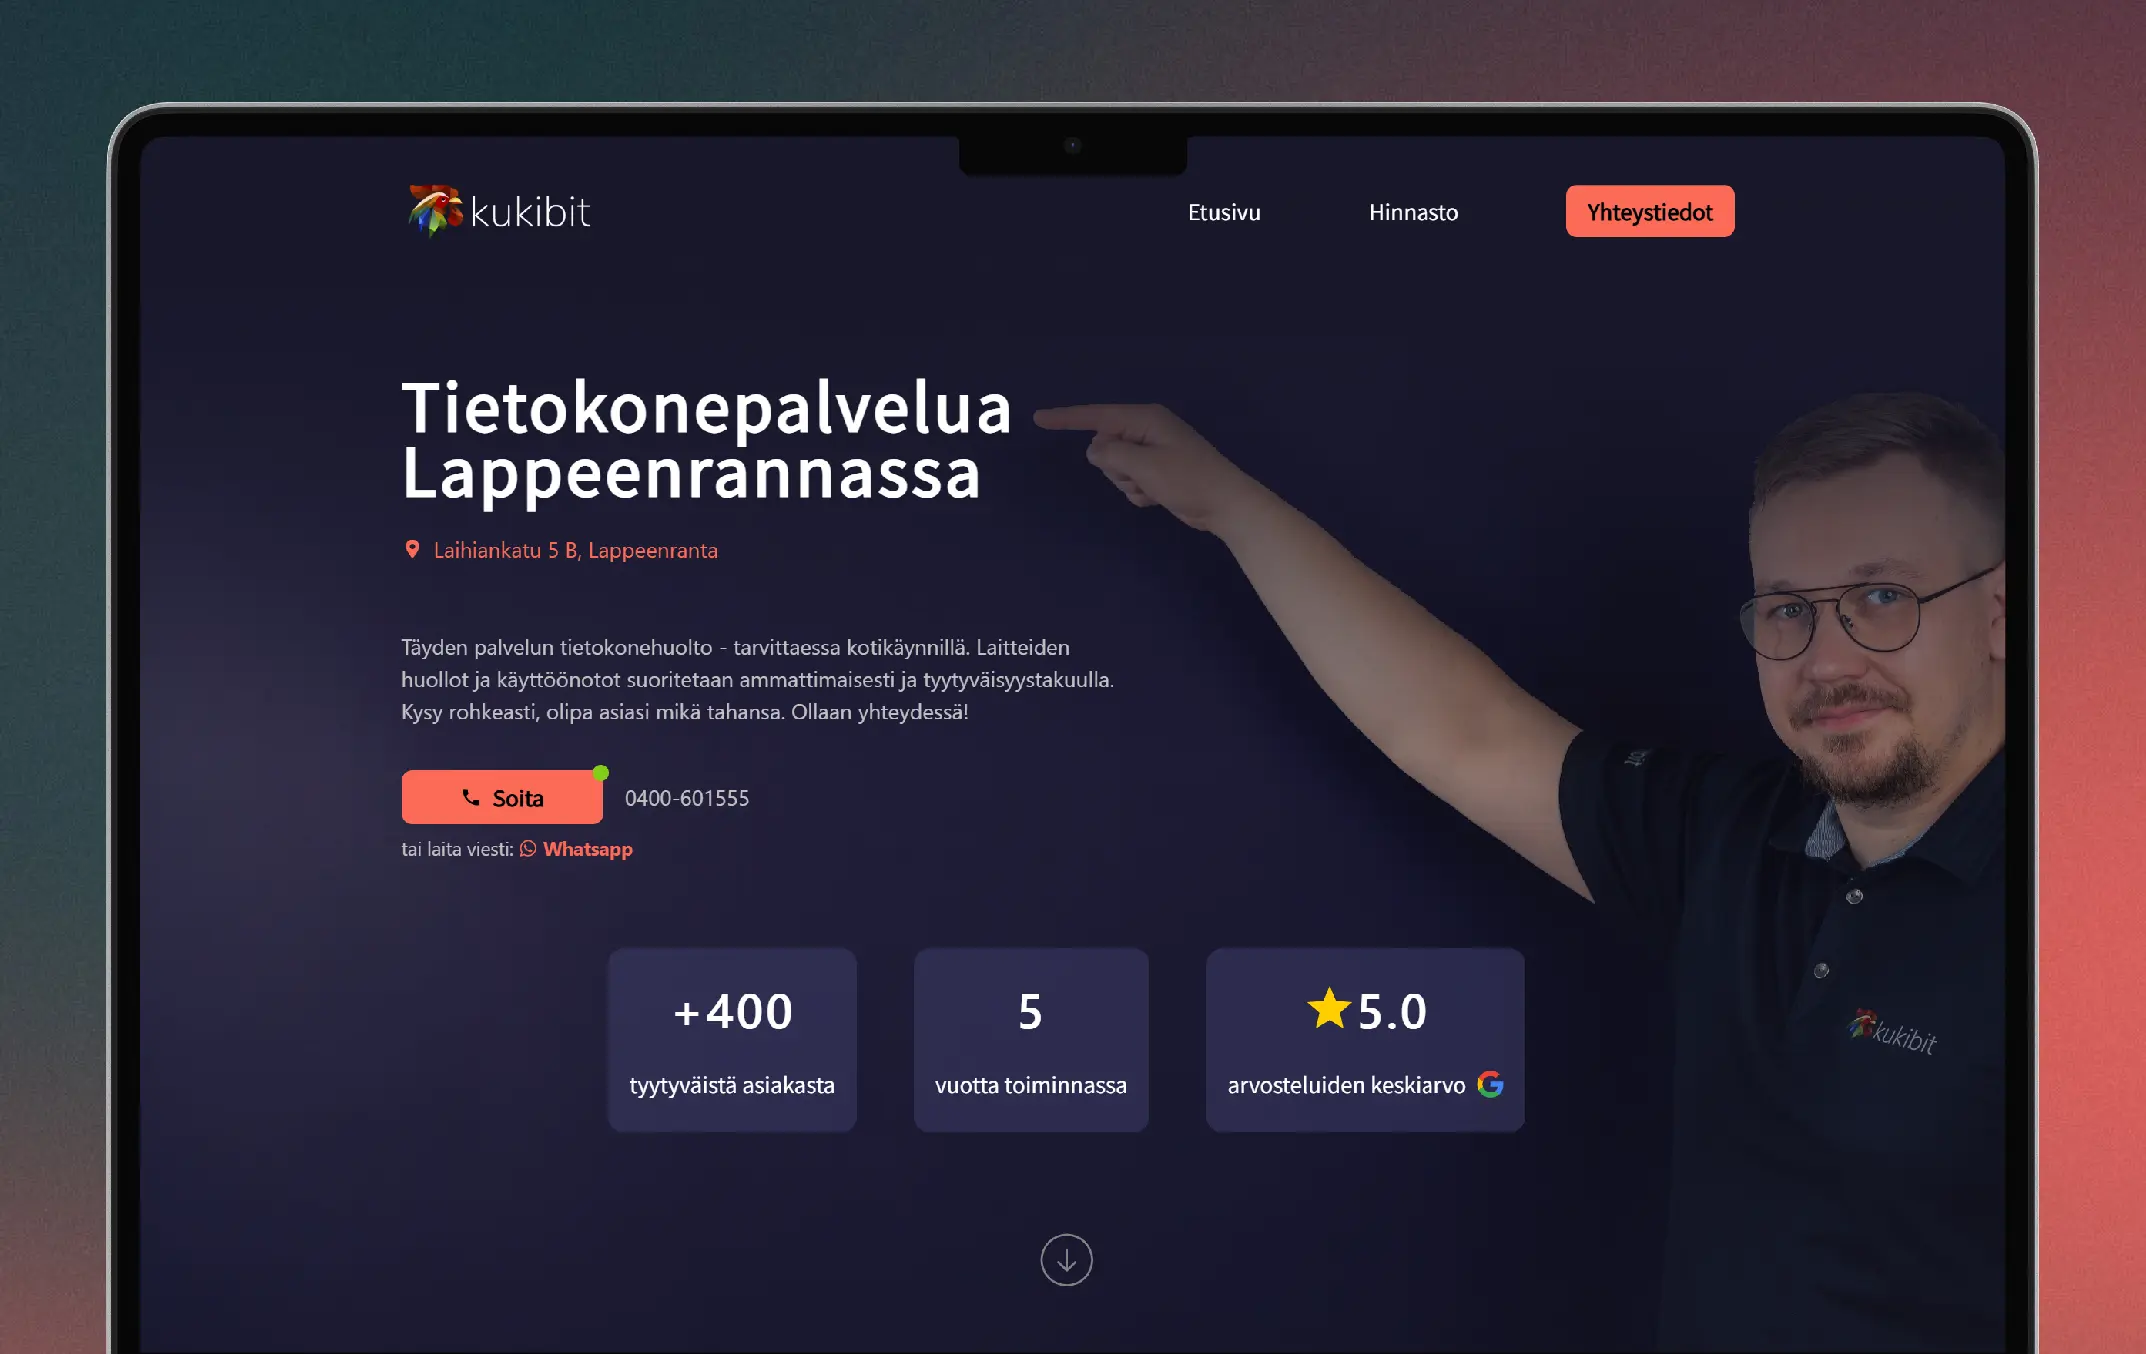 kukibit
Etusivu
Hinnasto
Yhteystiedot
Tietokonepalvelua
Lappeenrannassa
Laihiankatu 5 B, Lappeenranta
Täyden palvelun tietokonehuolto - tarvittaessa kotikäynnillä. Laitteiden
huollot ja käyttöönotot suoritetaan ammattimaisesti ja tyytyväisyystakuulla.
Kysy rohkeasti, olipa asiasi mikä tahansa. Ollaan yhteydessä!
Soita
0400-601555
tai laita viesti: Whatsapp
+400
tyytyväistä asiakasta
5
vuotta toiminnassa
5.0
arvosteluiden keskiarvo
kukibit